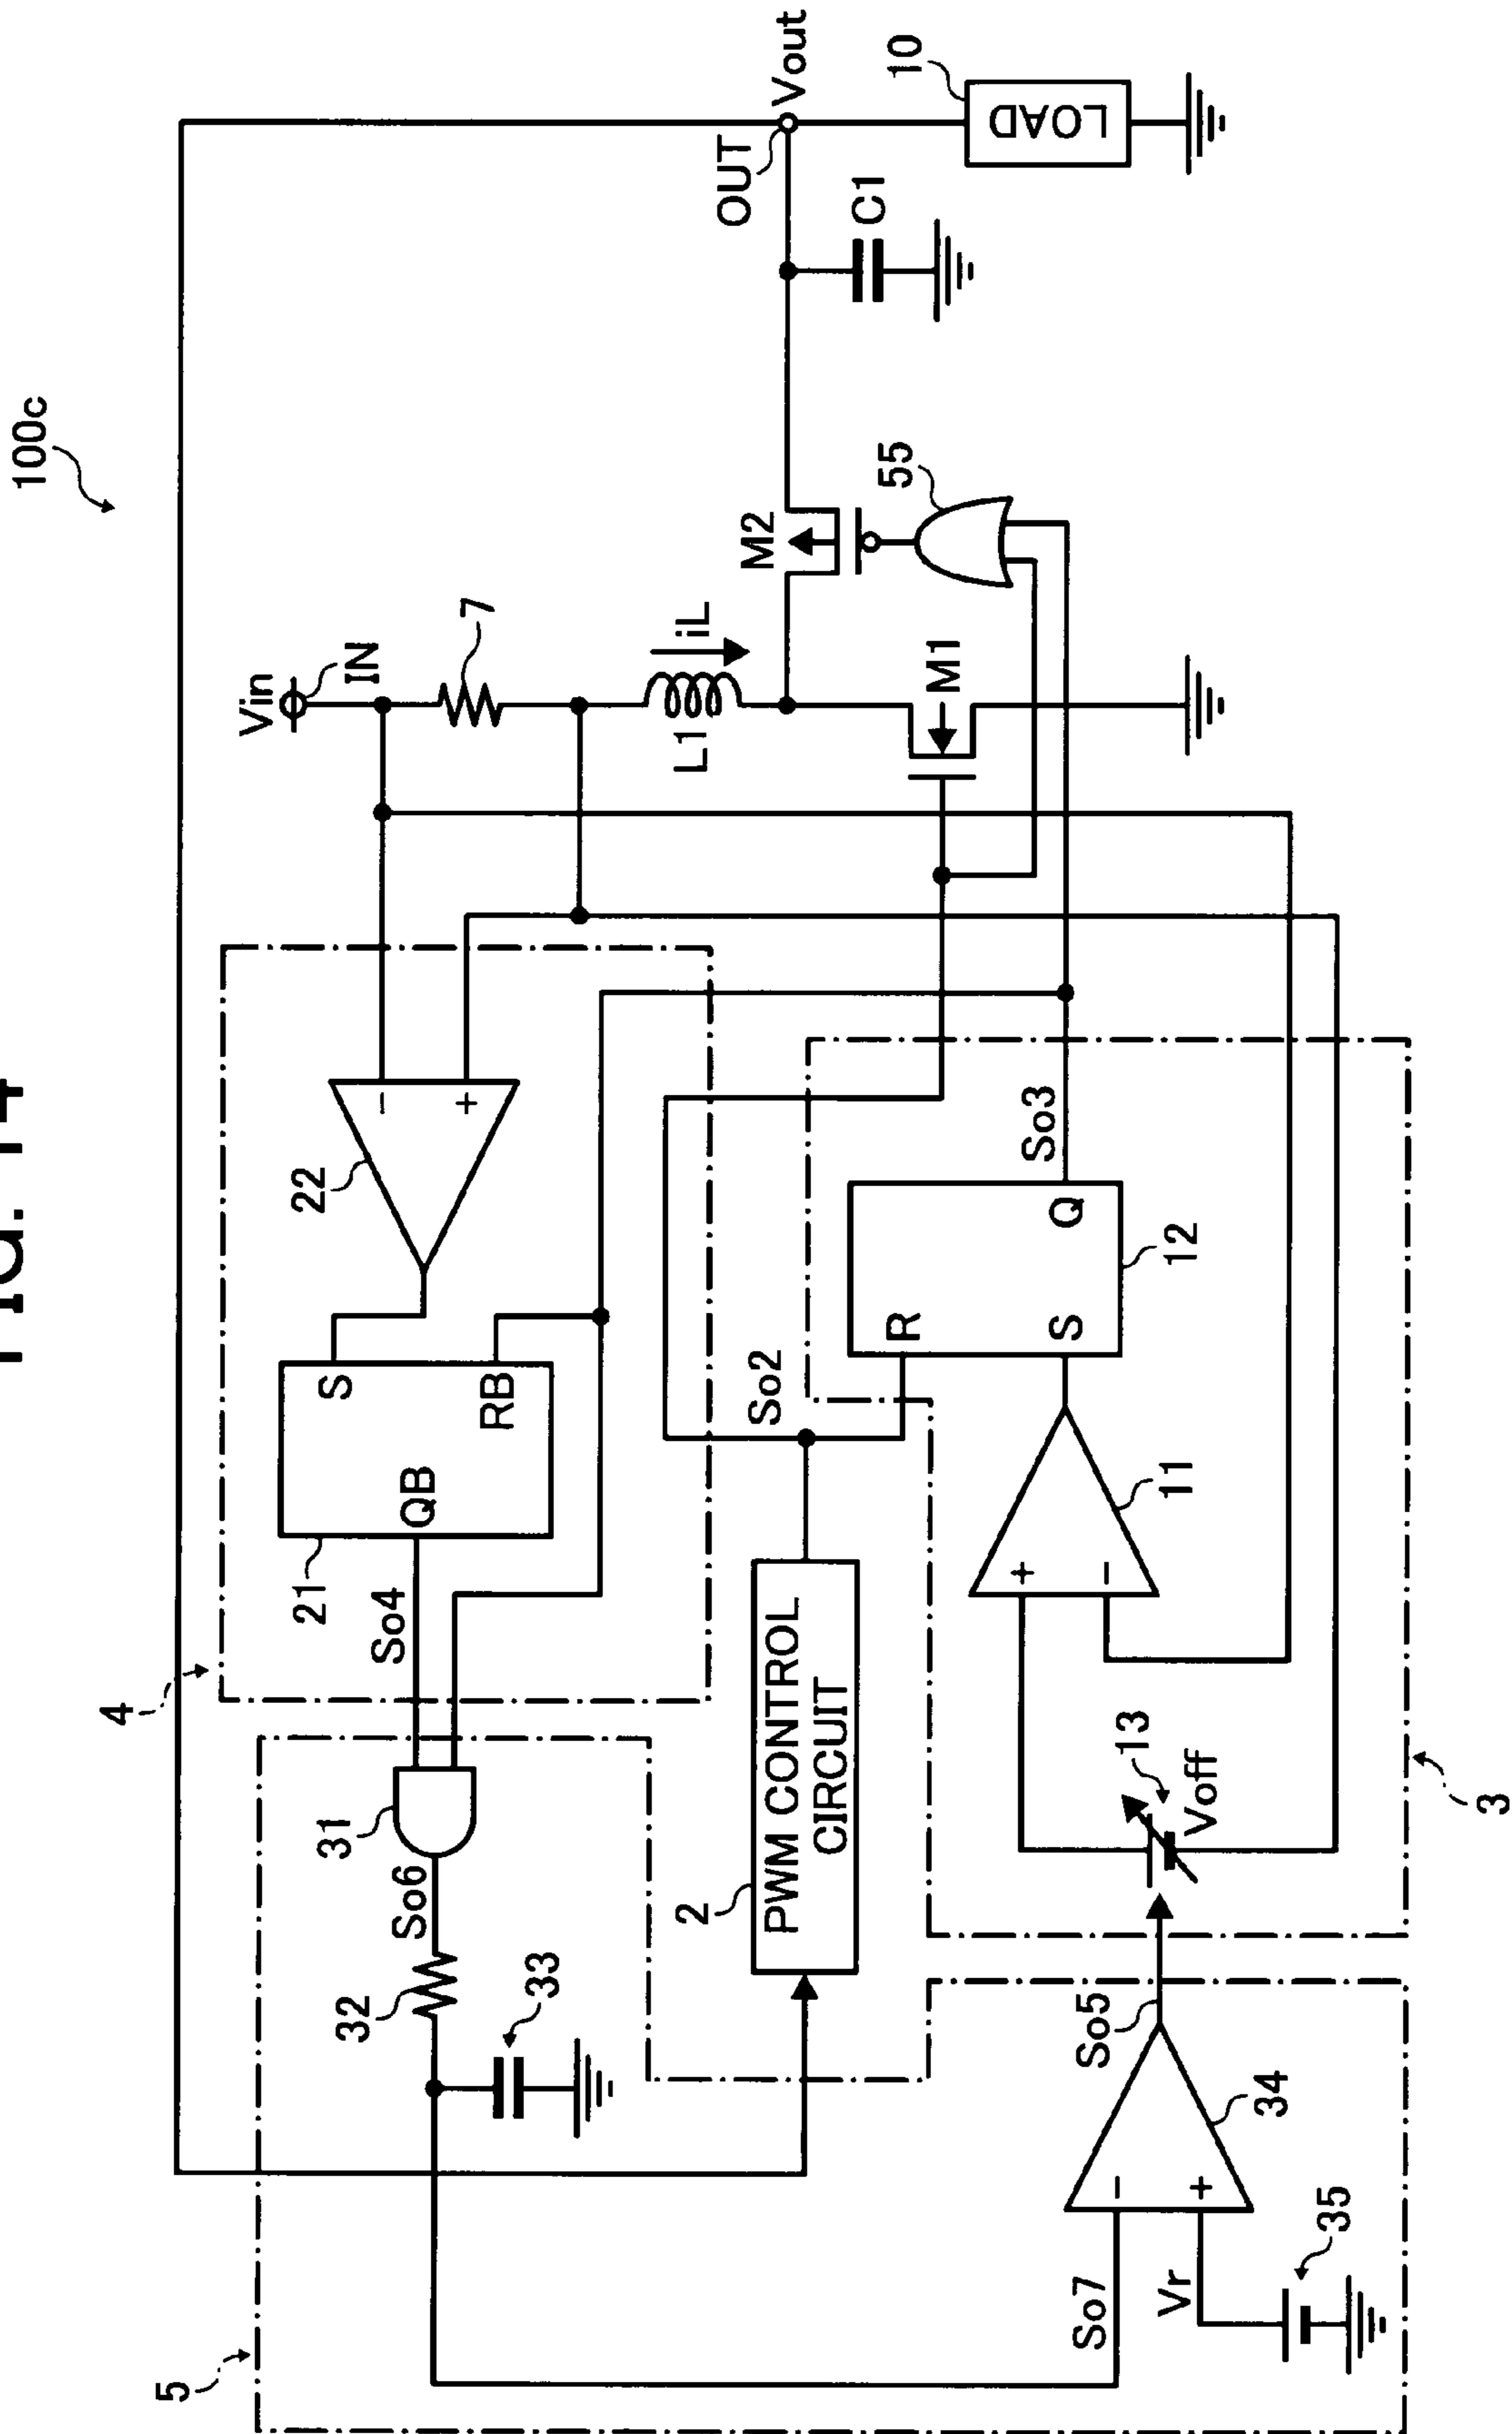 100c
Vin
IN
7
L1
iL
M2
OUT
Vout
C1
10
LOAD
M1
55
4
22
-
+
S
RB
QB
21
So4
So2
So3
R
S
Q
12
11
+
-
5
31
So6
32
33
2
PWM CONTROL
CIRCUIT
13
Voff
3
So5
34
-
+
So7
Vr
35